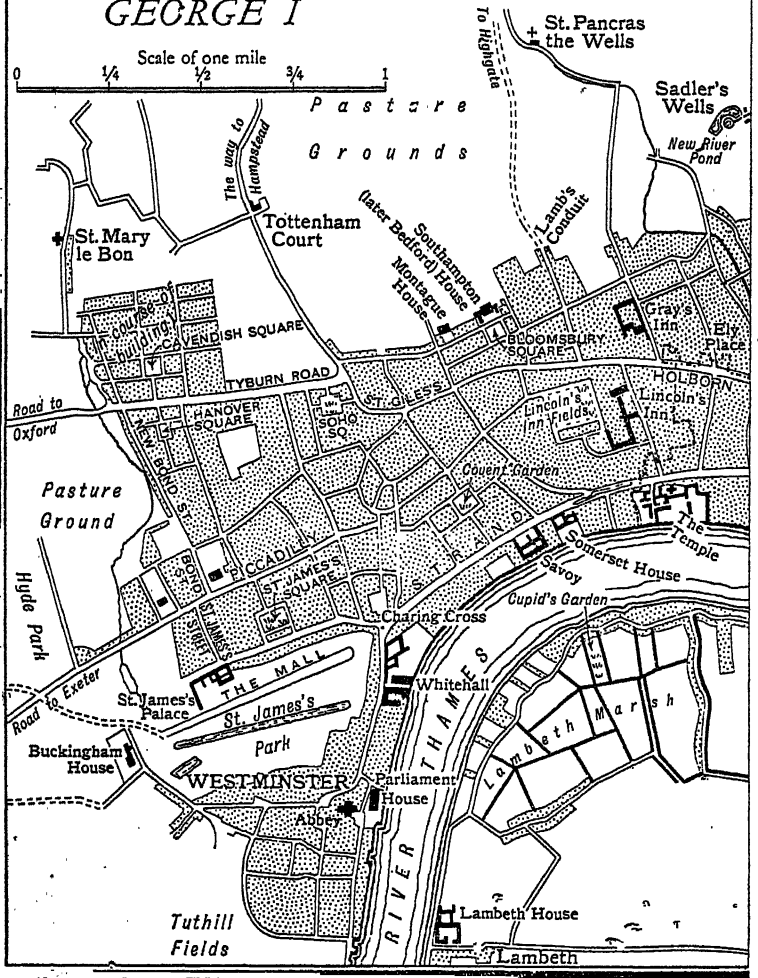 GEORGE I
Scale of one mile
0 1/4 1/2 3/4 1
To Highgate
St. Pancras
the Wells
Sadler's
Wells
New River
Pond
Pasture
Grounds
The way to
Hampstead
Tottenham
Court
St. Mary
le Bon
Lamb's
Conduit
Southampton
(later Bedford) House
Montague
House
In course of
building
CAVENDISH SQUARE
Gray's
Inn
Ely
Place
BLOOMSBURY
SQUARE
TYBURN ROAD
ST. GILES S
HOLBORN
Road to
Oxford
HANOVER
SQUARE
SOHO
SQ.
Lincoln's
Inn fields
Lincoln's
Inn
NEW BOND ST.
Covent Garden
Pasture
Ground
PICCADILLY
STRAND
The
Temple
BOND
ST.
ST JAMES'S
SQUARE
Somerset House
Savoy
Hyde Park
ST. JAMES'S
STREET
Cupid's Garden
Charing Cross
THE MALL
St. James's
Palace
Whitehall
Road to Exeter
St. James's
Park
Lambeth Marsh
Buckingham
House
WESTMINSTER
Parliament
House
Abbey
RIVER THAMES
Tuthill
Fields
Lambeth House
Lambeth